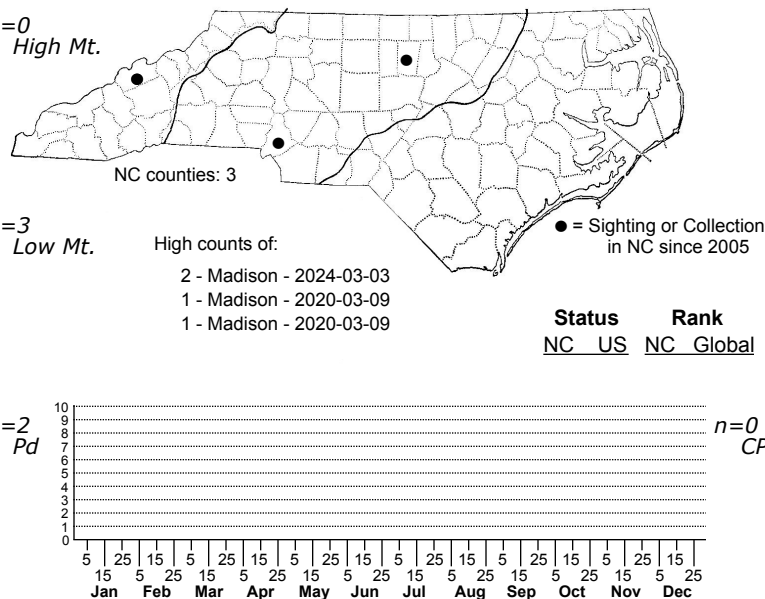 =0
High Mt.
NC counties: 3
=3
Low Mt.
High counts of:
2 - Madison - 2024-03-03
1 - Madison - 2020-03-09
1 - Madison - 2020-03-09
● = Sighting or Collection
in NC since 2005
Status Rank
NC US NC Global
=2
Pd
n=0
CP
10
9
8
7
6
5
4
3
2
1
0
5 25 15 5 25 15 5 25 15 5 25 15 5 25 15 5 25 15
15 5 25 15 5 25 15 5 25 15 5 25 15 5 25 15 5 25
Jan Feb Mar Apr May Jun Jul Aug Sep Oct Nov Dec